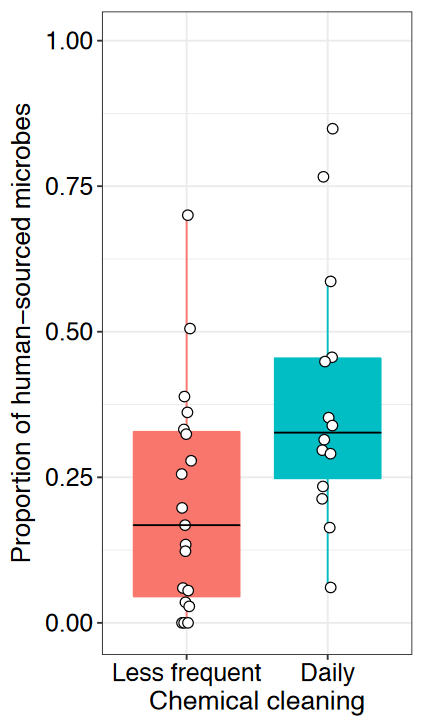 Proportion of human−sourced microbes
1.00
0.75
0.50
0.25
0.00
Less frequent Daily
Chemical cleaning